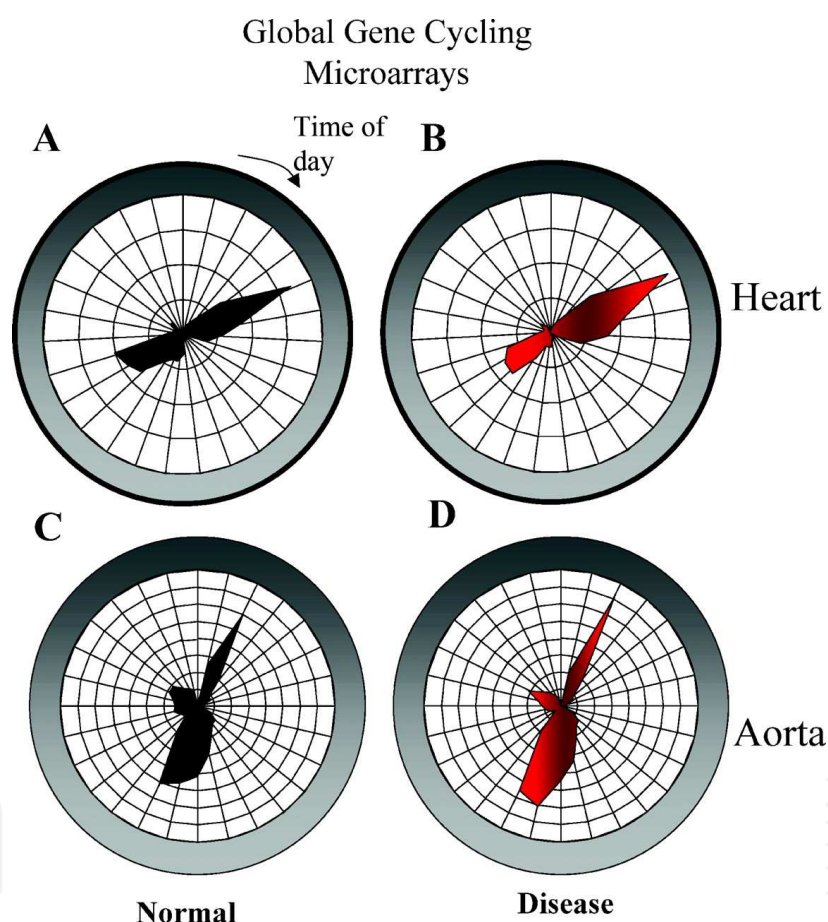 Global Gene Cycling
Microarrays
A
Time of
day
B
Heart
C
D
Aorta
Normal
Disease